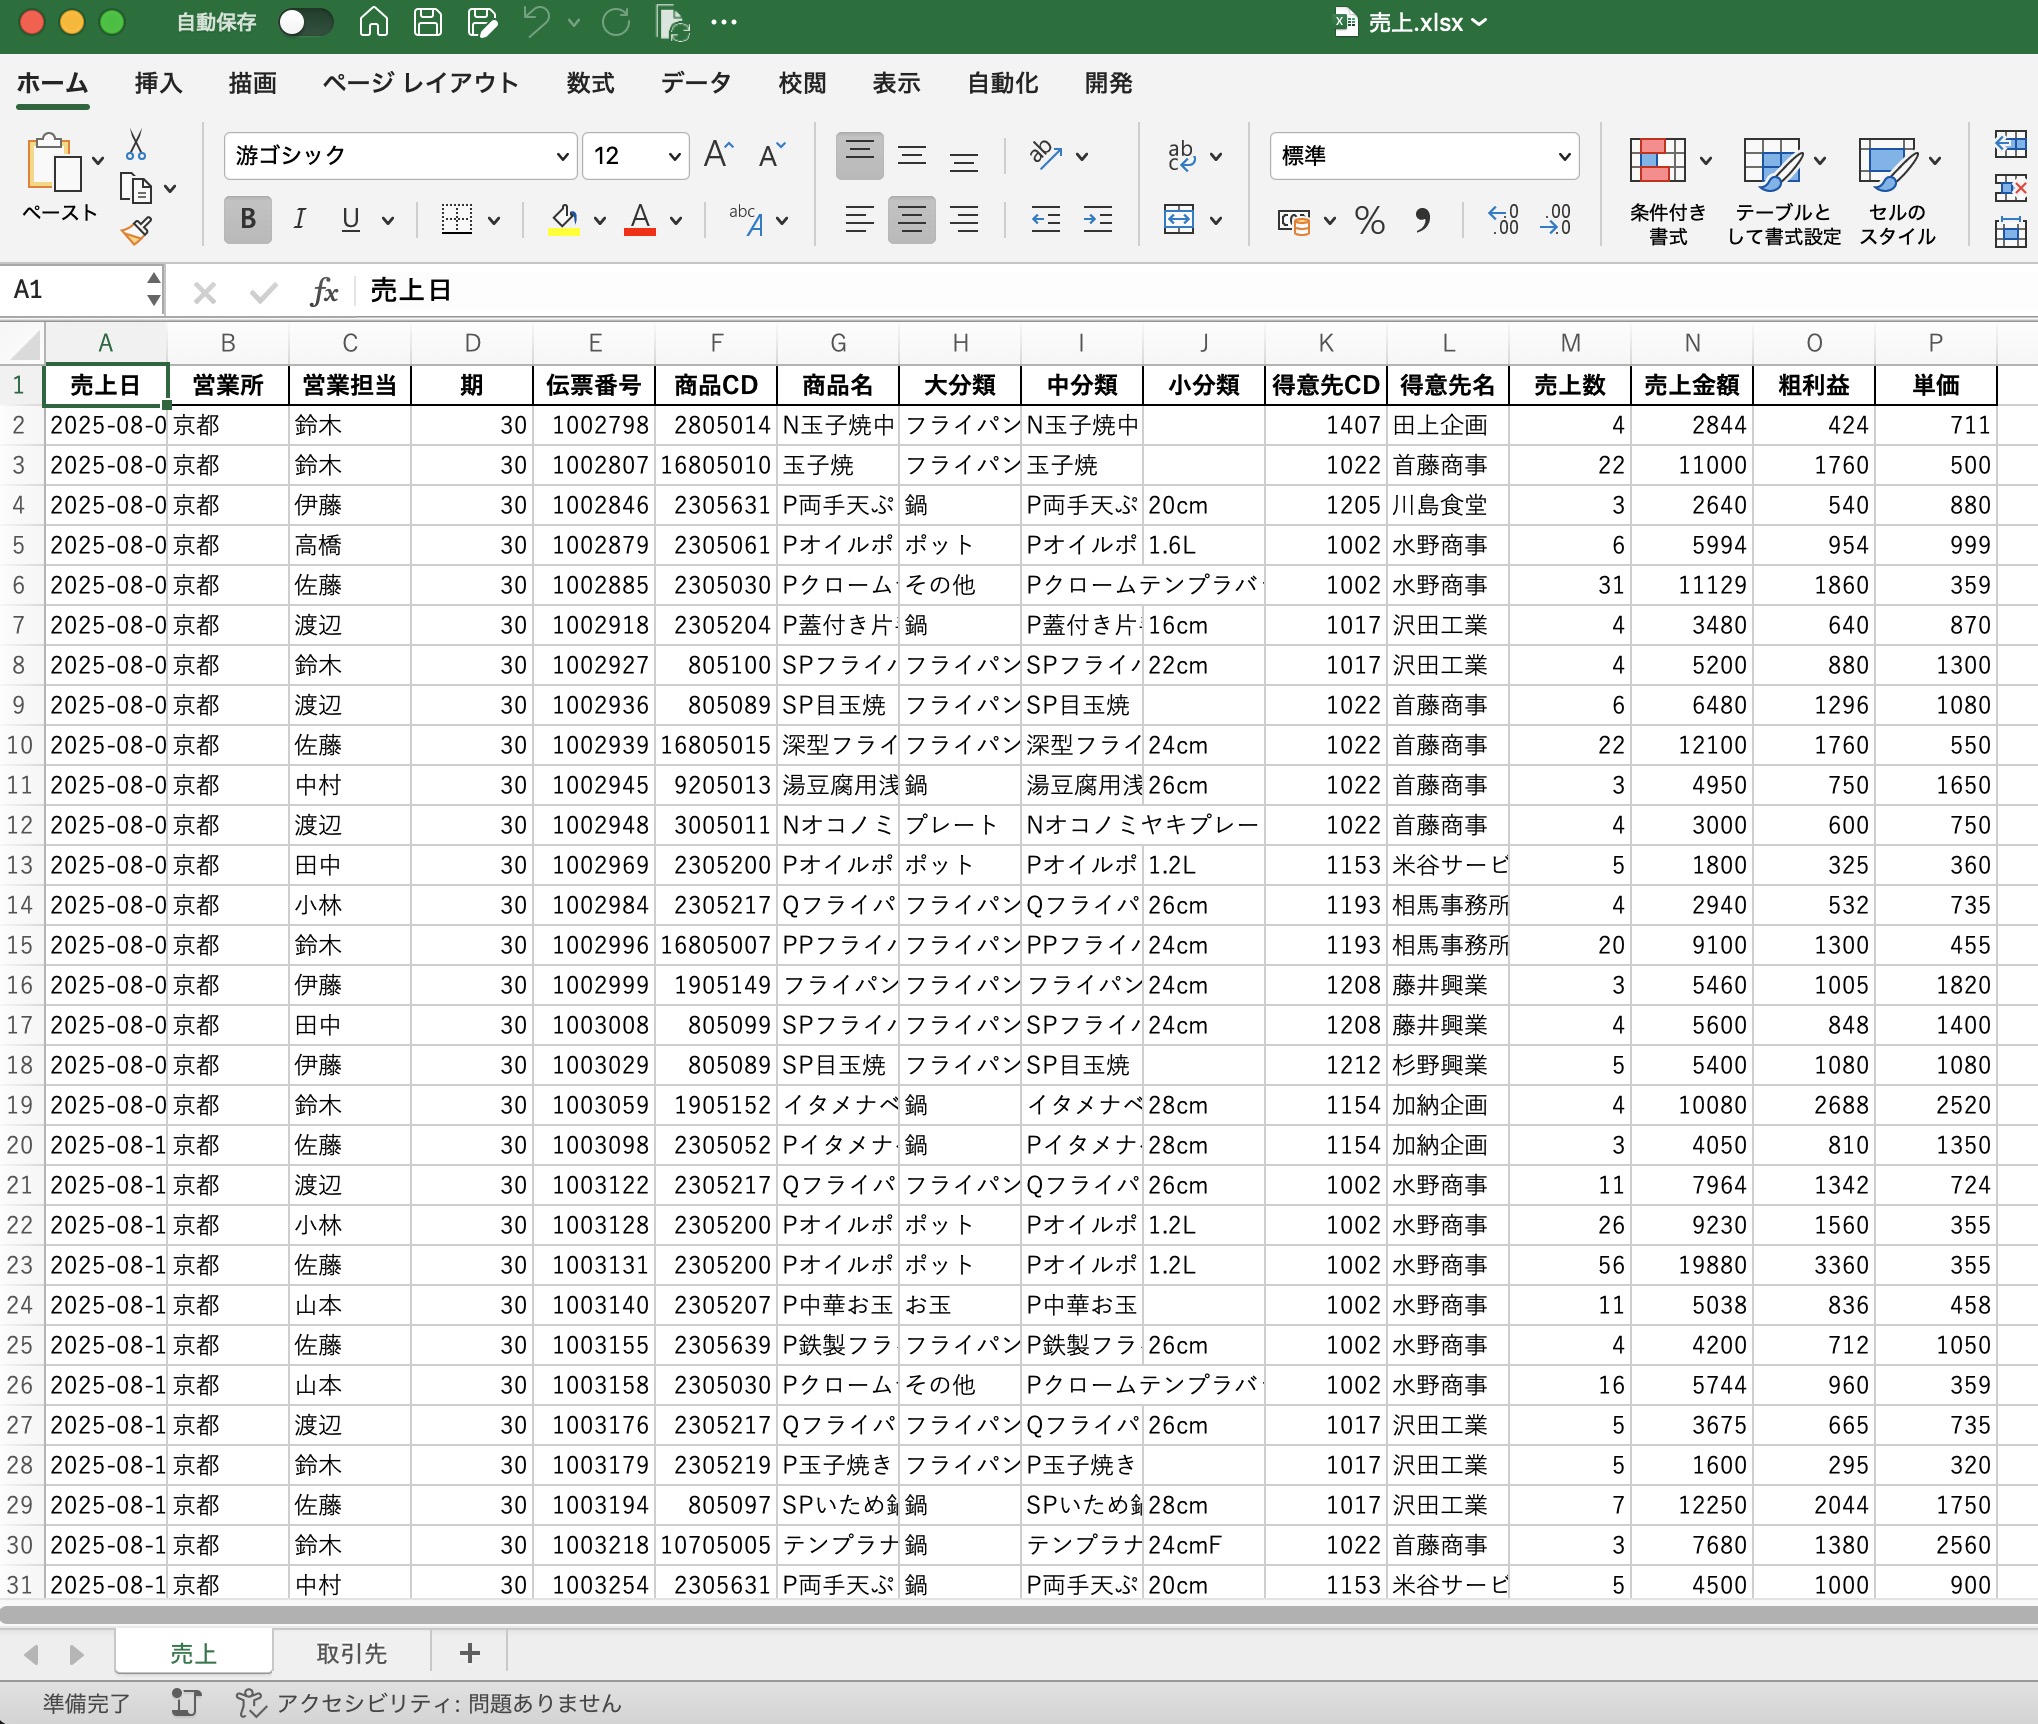 自動保存 売上.xlsx
ホーム 挿入 描画 ページ レイアウト 数式 データ 校閲 表示 自動化 開発
ペースト 游ゴシック 12 標準 条件付き書式 テーブルとして書式設定 セルのスタイル
A1 fx 売上日
A B C D E F G H I J K L M N O P
1 売上日 営業所 営業担当 期 伝票番号 商品CD 商品名 大分類 中分類 小分類 得意先CD 得意先名 売上数 売上金額 粗利益 単価
2 2025-08-0 京都 鈴木 30 1002798 2805014 N玉子焼中 フライパン N玉子焼中 1407 田上企画 4 2844 424 711
3 2025-08-0 京都 鈴木 30 1002807 16805010 玉子焼 フライパン 玉子焼 1022 首藤商事 22 11000 1760 500
4 2025-08-0 京都 伊藤 30 1002846 2305631 P両手天ぷ 鍋 P両手天ぷ 20cm 1205 川島食堂 3 2640 540 880
5 2025-08-0 京都 高橋 30 1002879 2305061 Pオイルポ ポット Pオイルポ 1.6L 1002 水野商事 6 5994 954 999
6 2025-08-0 京都 佐藤 30 1002885 2305030 Pクローム その他 Pクロームテンプラバ 1002 水野商事 31 11129 1860 359
7 2025-08-0 京都 渡辺 30 1002918 2305204 P蓋付き片 鍋 P蓋付き片 16cm 1017 沢田工業 4 3480 640 870
8 2025-08-0 京都 鈴木 30 1002927 805100 SPフライ フライパン SPフライ 22cm 1017 沢田工業 4 5200 880 1300
9 2025-08-0 京都 渡辺 30 1002936 805089 SP目玉焼 フライパン SP目玉焼 1022 首藤商事 6 6480 1296 1080
10 2025-08-0 京都 佐藤 30 1002939 16805015 深型フライ フライパン 深型フライ 24cm 1022 首藤商事 22 12100 1760 550
11 2025-08-0 京都 中村 30 1002945 9205013 湯豆腐用浅 鍋 湯豆腐用浅 26cm 1022 首藤商事 3 4950 750 1650
12 2025-08-0 京都 渡辺 30 1002948 3005011 Nオコノミ プレート Nオコノミヤキプレー 1022 首藤商事 4 3000 600 750
13 2025-08-0 京都 田中 30 1002969 2305200 Pオイルポ ポット Pオイルポ 1.2L 1153 米谷サービ 5 1800 325 360
14 2025-08-0 京都 小林 30 1002984 2305217 Qフライパ フライパン Qフライパ 26cm 1193 相馬事務所 4 2940 532 735
15 2025-08-0 京都 鈴木 30 1002996 16805007 PPフライ フライパン PPフライ 24cm 1193 相馬事務所 20 9100 1300 455
16 2025-08-0 京都 伊藤 30 1002999 1905149 フライパン フライパン フライパン 24cm 1208 藤井興業 3 5460 1005 1820
17 2025-08-0 京都 田中 30 1003008 805099 SPフライ フライパン SPフライ 24cm 1208 藤井興業 4 5600 848 1400
18 2025-08-0 京都 伊藤 30 1003029 805089 SP目玉焼 フライパン SP目玉焼 1212 杉野興業 5 5400 1080 1080
19 2025-08-0 京都 鈴木 30 1003059 1905152 イタメナベ 鍋 イタメナベ 28cm 1154 加納企画 4 10080 2688 2520
20 2025-08-1 京都 佐藤 30 1003098 2305052 Pイタメナ 鍋 Pイタメナ 28cm 1154 加納企画 3 4050 810 1350
21 2025-08-1 京都 渡辺 30 1003122 2305217 Qフライパ フライパン Qフライパ 26cm 1002 水野商事 11 7964 1342 724
22 2025-08-1 京都 小林 30 1003128 2305200 Pオイルポ ポット Pオイルポ 1.2L 1002 水野商事 26 9230 1560 355
23 2025-08-1 京都 佐藤 30 1003131 2305200 Pオイルポ ポット Pオイルポ 1.2L 1002 水野商事 56 19880 3360 355
24 2025-08-1 京都 山本 30 1003140 2305207 P中華お玉 お玉 P中華お玉 1002 水野商事 11 5038 836 458
25 2025-08-1 京都 佐藤 30 1003155 2305639 P鉄製フラ フライパン P鉄製フラ 26cm 1002 水野商事 4 4200 712 1050
26 2025-08-1 京都 山本 30 1003158 2305030 Pクローム その他 Pクロームテンプラバ 1002 水野商事 16 5744 960 359
27 2025-08-1 京都 渡辺 30 1003176 2305217 Qフライパ フライパン Qフライパ 26cm 1017 沢田工業 5 3675 665 735
28 2025-08-1 京都 鈴木 30 1003179 2305219 P玉子焼き フライパン P玉子焼き 1017 沢田工業 5 1600 295 320
29 2025-08-1 京都 佐藤 30 1003194 805097 SPいため鍋 鍋 SPいため鍋 28cm 1017 沢田工業 7 12250 2044 1750
30 2025-08-1 京都 鈴木 30 1003218 10705005 テンプラナ 鍋 テンプラナ 24cmF 1022 首藤商事 3 7680 1380 2560
31 2025-08-1 京都 中村 30 1003254 2305631 P両手天ぷ 鍋 P両手天ぷ 20cm 1153 米谷サービ 5 4500 1000 900
売上 取引先 +
準備完了 アクセシビリティ: 問題ありません